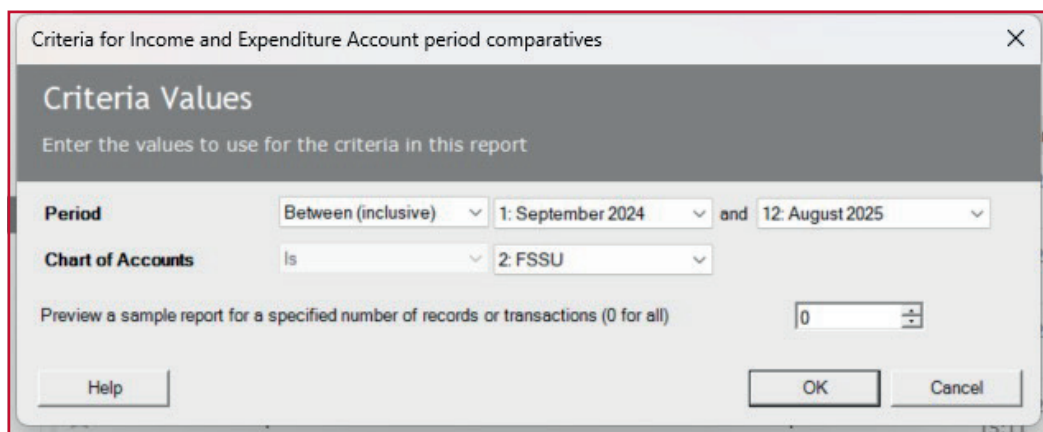 Criteria for Income and Expenditure Account period comparatives
Criteria Values
Enter the values to use for the criteria in this report
Period Between (inclusive) 1: September 2024 and 12: August 2025
Chart of Accounts Is 2: FSSU
Preview a sample report for a specified number of records or transactions (0 for all) 0
Help OK Cancel